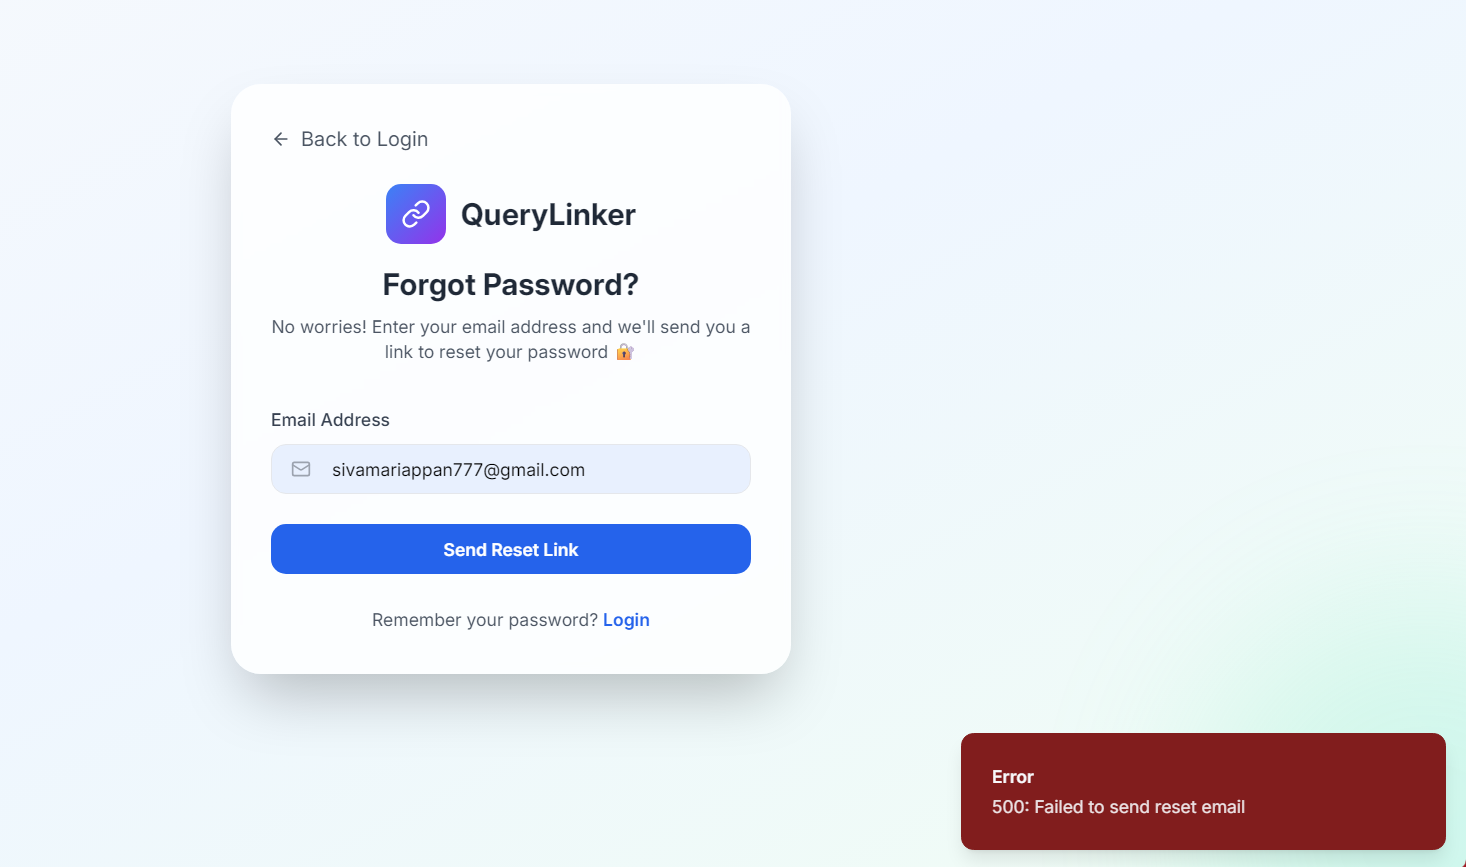 Back to Login
QueryLinker
Forgot Password?
No worries! Enter your email address and we'll send you a
link to reset your password 🔐
Email Address
sivamariappan777@gmail.com
Send Reset Link
Remember your password? Login
Error
500: Failed to send reset email